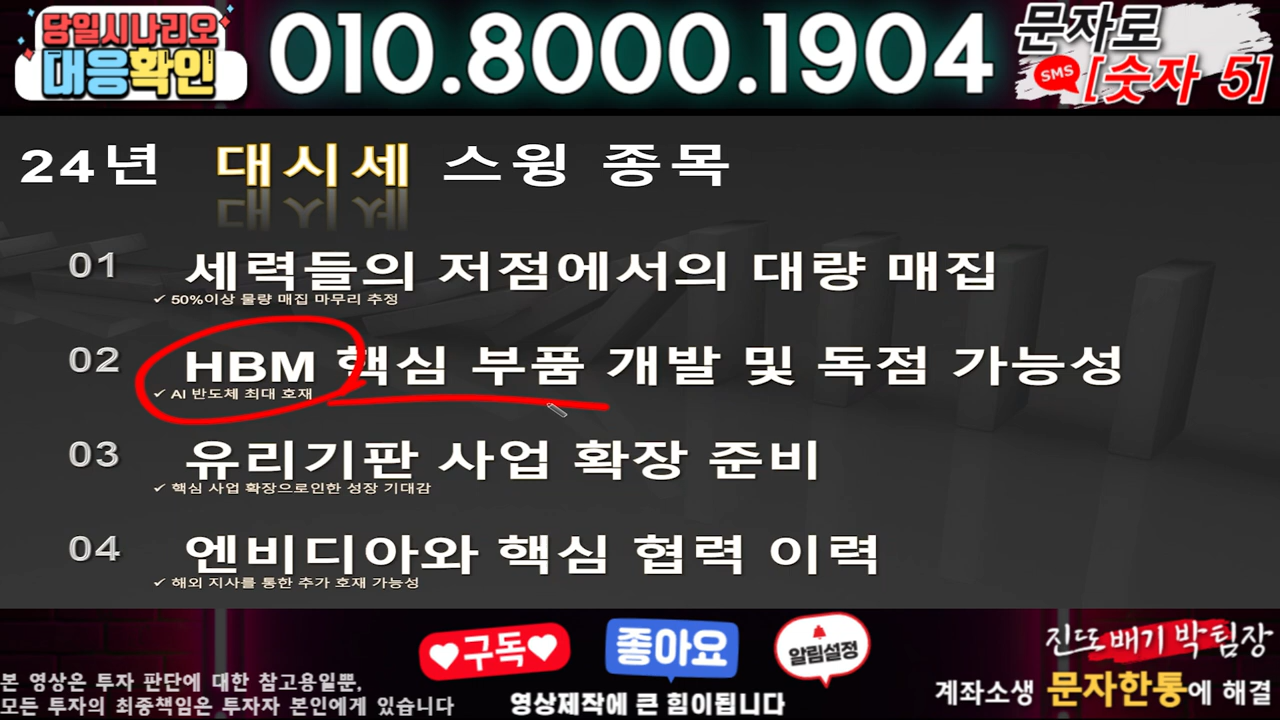 당일시나리오
대응확인
010.8000.1904
문자로
SMS [숫자 5]
24년 대시세 스윙 종목
01 세력들의 저점에서의 대량 매집
✓ 50%이상 물량 매집 마무리 추정
02 HBM 핵심 부품 개발 및 독점 가능성
✓ AI 반도체 최대 호재
03 유리기판 사업 확장 준비
✓ 핵심 사업 확장으로인한 성장 기대감
04 엔비디아와 핵심 협력 이력
✓ 해외 지사를 통한 추가 호재 가능성
구독
좋아요
알림설정
영상제작에 큰 힘이됩니다
본 영상은 투자 판단에 대한 참고용일뿐,
모든 투자의 최종책임은 투자자 본인에게 있습니다
진또배기 박팀장
계좌소생 문자한통에 해결